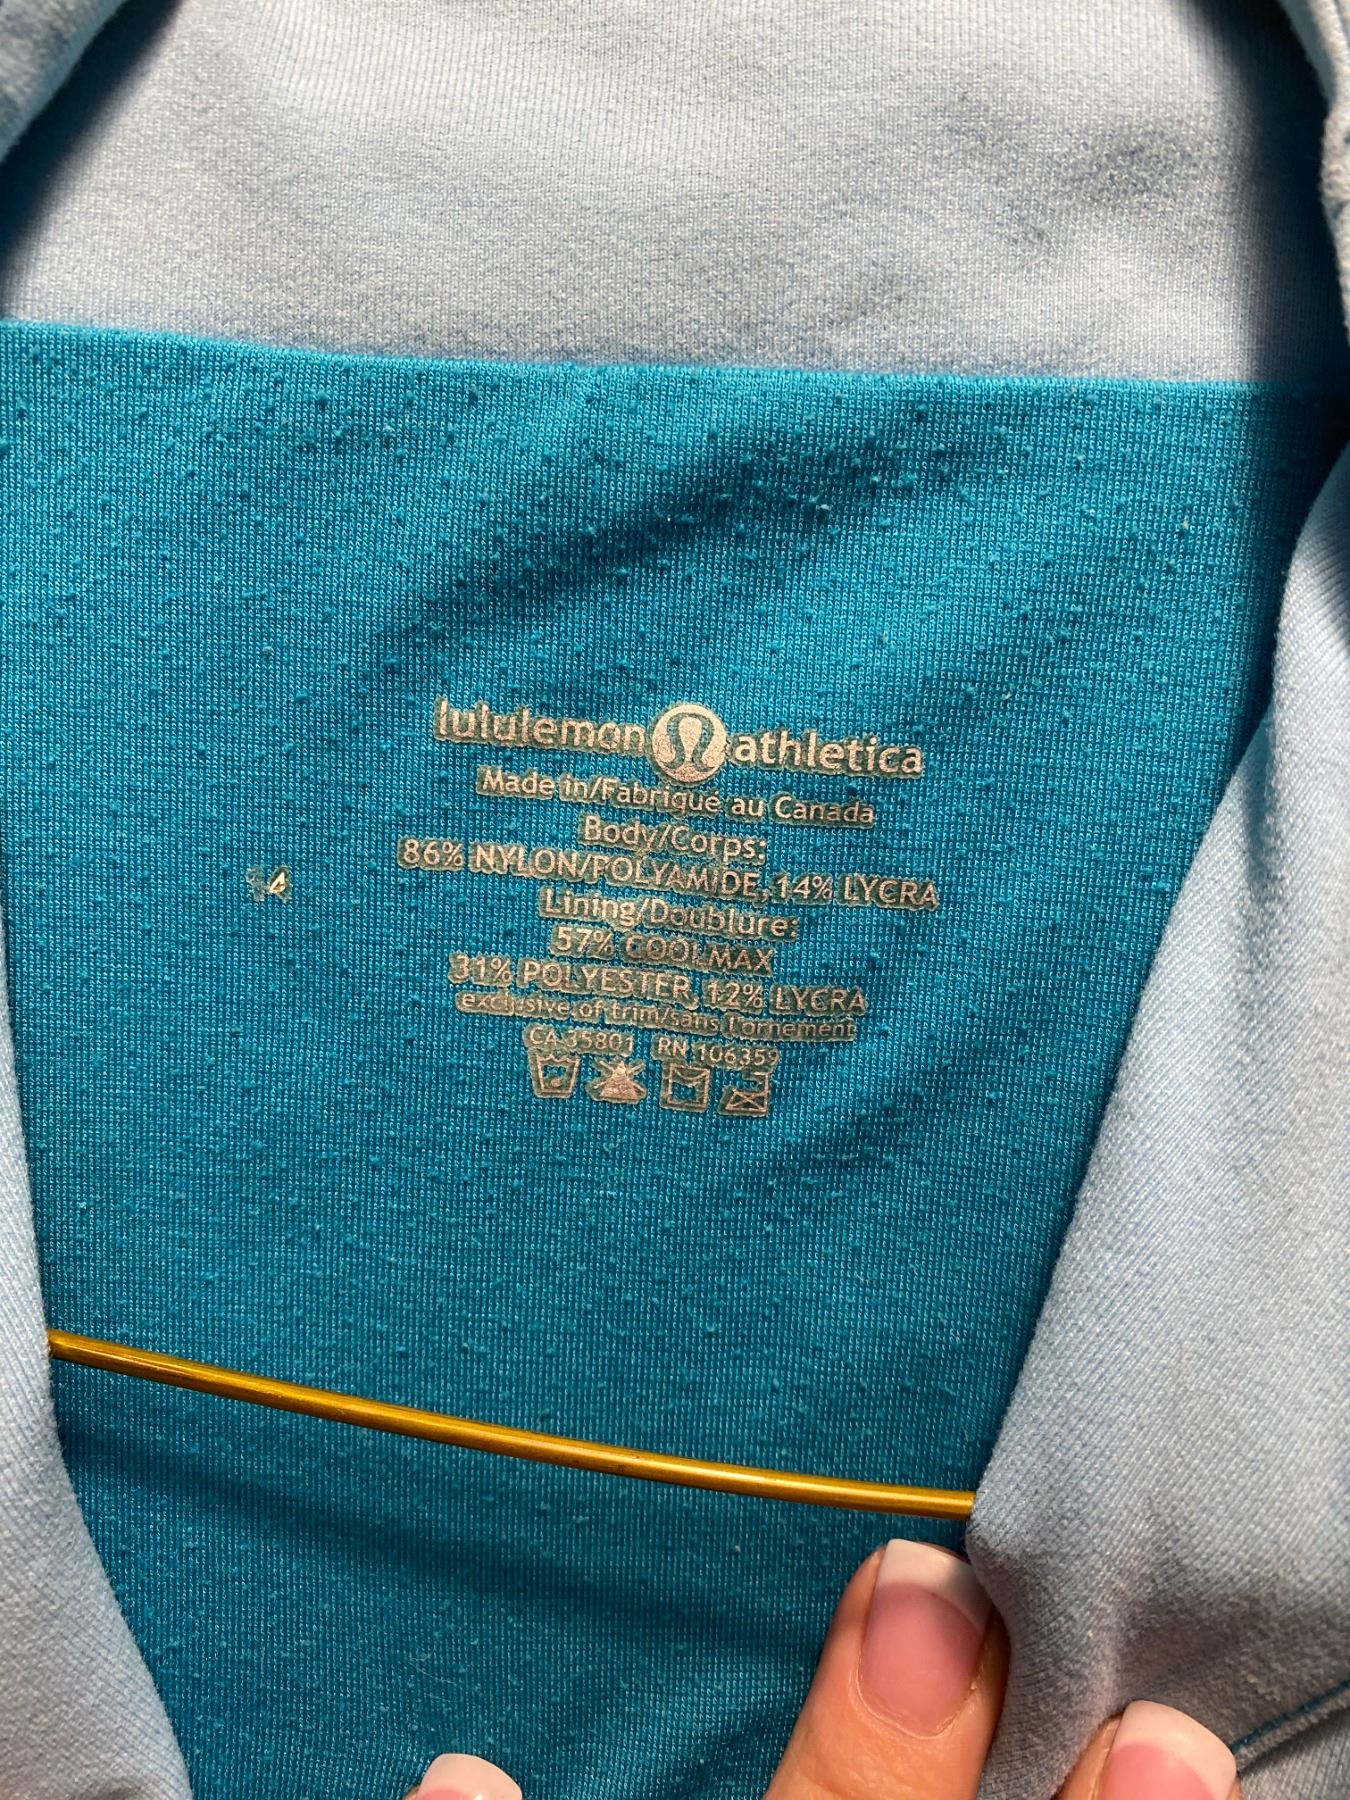 lululemon athletica
Made in/Fabriqué au Canada
Body/Corps:
86% NYLON/POLYAMIDE, 14% LYCRA
Lining/Doublure:
57% COOLMAX
31% POLYESTER, 12% LYCRA
exclusive of trim/sans l'ornement
CA 35801 RN 106359
4